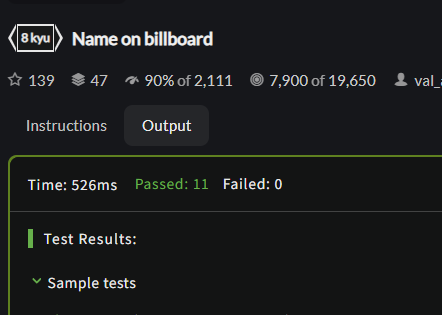 8 kyu Name on billboard
139 47 90% of 2,111 7,900 of 19,650 val_
Instructions Output
Time: 526ms Passed: 11 Failed: 0
Test Results:
Sample tests